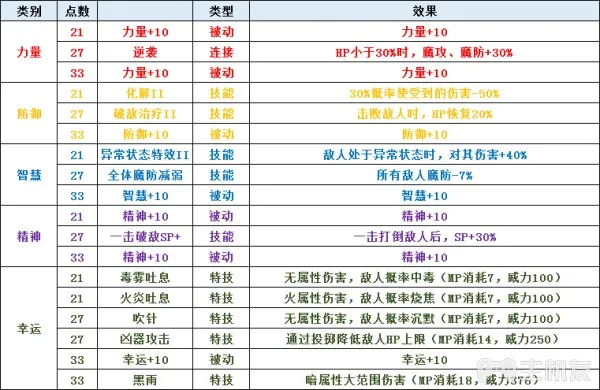 类别 点数 类型 效果
力量 21 力量+10 被动 力量+10
27 逆袭 连接 HP小于30%时，魔攻、魔防+30%
33 力量+10 被动 力量+10
防御 21 化解II 技能 30%概率使受到的伤害-50%
27 破敌治疗II 技能 击败敌人时，HP恢复20%
33 防御+10 被动 防御+10
智慧 21 异常状态特效II 技能 敌人处于异常状态时，对其伤害+40%
27 全体魔防减弱 技能 所有敌人魔防-7%
33 智慧+10 被动 智慧+10
精神 21 精神+10 被动 精神+10
27 一击破敌SP+ 技能 一击打倒敌人后，SP+30%
33 精神+10 被动 精神+10
幸运 21 毒雾吐息 特技 无属性伤害，敌人概率中毒（MP消耗7，威力100）
21 火炎吐息 特技 火属性伤害，敌人概率烧焦（MP消耗7，威力100）
27 吹针 特技 无属性伤害，敌人概率沉默（MP消耗7，威力100）
27 凶器攻击 特技 通过投掷降低敌人HP上限（MP消耗14，威力250）
33 幸运+10 被动 幸运+10
33 黑雨 特技 暗属性大范围伤害（MP消耗18，威力375）
主机友